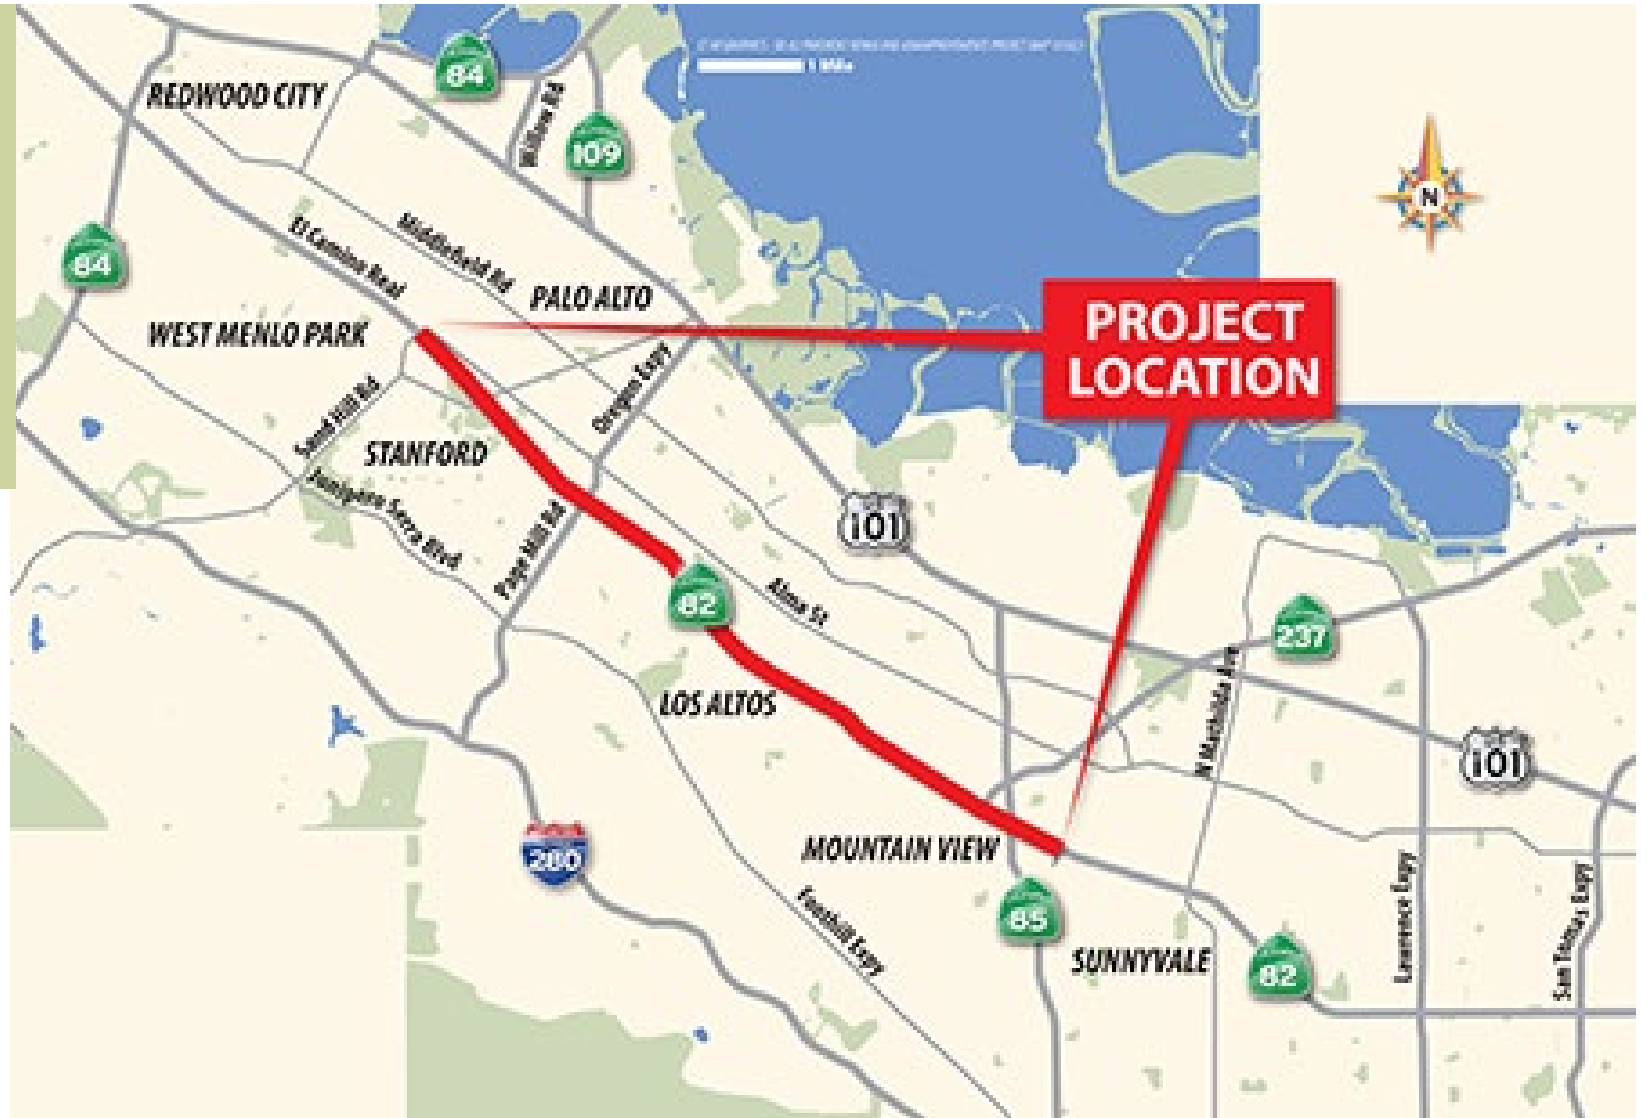 1 Mile
84
REDWOOD CITY
Willow Rd
109
N
84
El Camino Real
Middlefield Rd
PALO ALTO
PROJECT
LOCATION
WEST MENLO PARK
Oregon Expy
Sand Hill Rd
STANFORD
Junipero Serra Blvd
101
Page Mill Rd
82
Alma St
237
LOS ALTOS
N Mathilda Ave
101
280
MOUNTAIN VIEW
Foothill Expy
85
SUNNYVALE
82
Lawrence Expy
San Tomas Expy